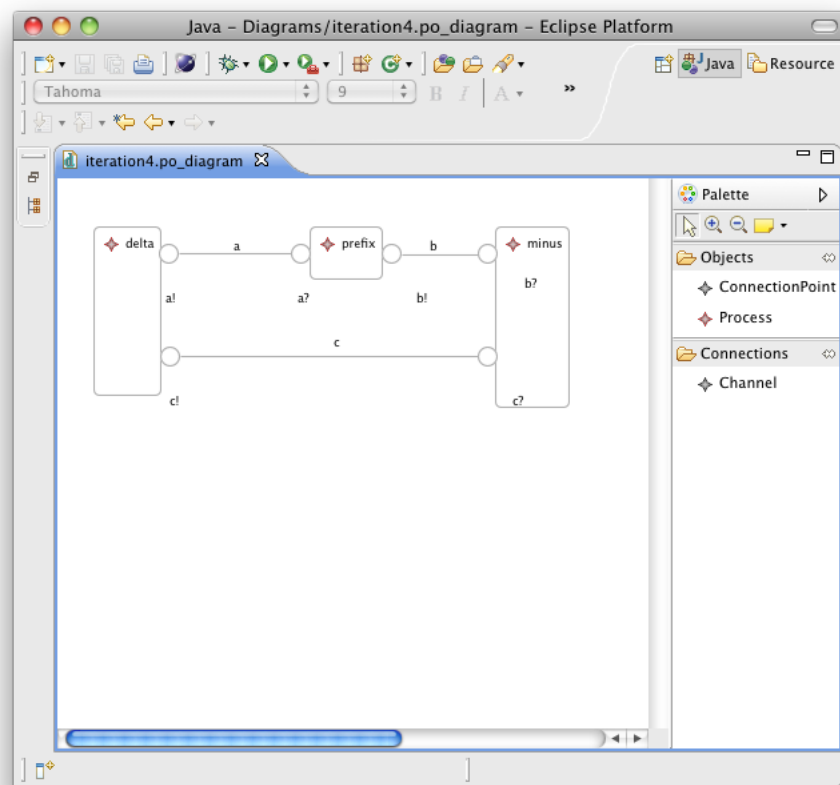 Java – Diagrams/iteration4.po_diagram – Eclipse Platform
Java Resource
Tahoma 9 B I A »
iteration4.po_diagram
Palette
Objects
ConnectionPoint
Process
Connections
Channel
delta a prefix b minus
b?
a! a? b!
c
c! c?